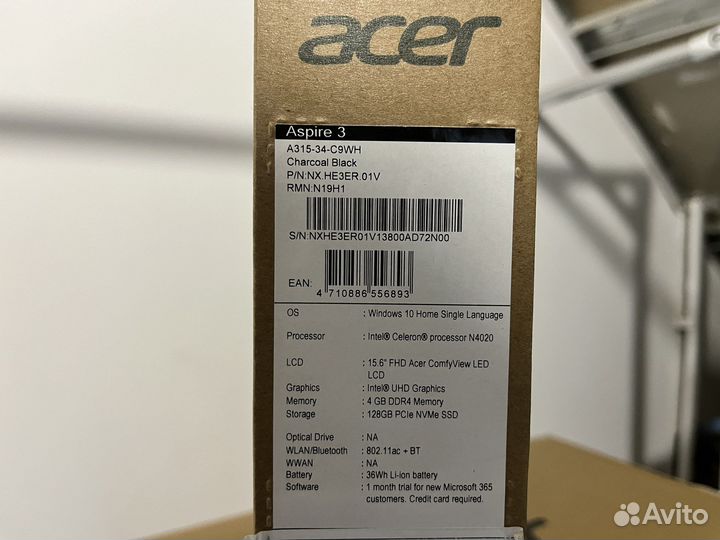 acer
Aspire 3
A315-34-C9WH
Charcoal Black
P/N:NX.HE3ER.01V
RMN:N19H1
S/N:NXHE3ER01V13800AD72N00
EAN:
4 710886 556893
OS : Windows 10 Home Single Language
Processor : Intel® Celeron® processor N4020
LCD : 15.6" FHD Acer ComfyView LED
LCD
Graphics : Intel® UHD Graphics
Memory : 4 GB DDR4 Memory
Storage : 128GB PCIe NVMe SSD
Optical Drive : NA
WLAN/Bluetooth : 802.11ac + BT
WWAN : NA
Battery : 36Wh Li-ion battery
Software : 1 month trial for new Microsoft 365
customers. Credit card required.
Avito